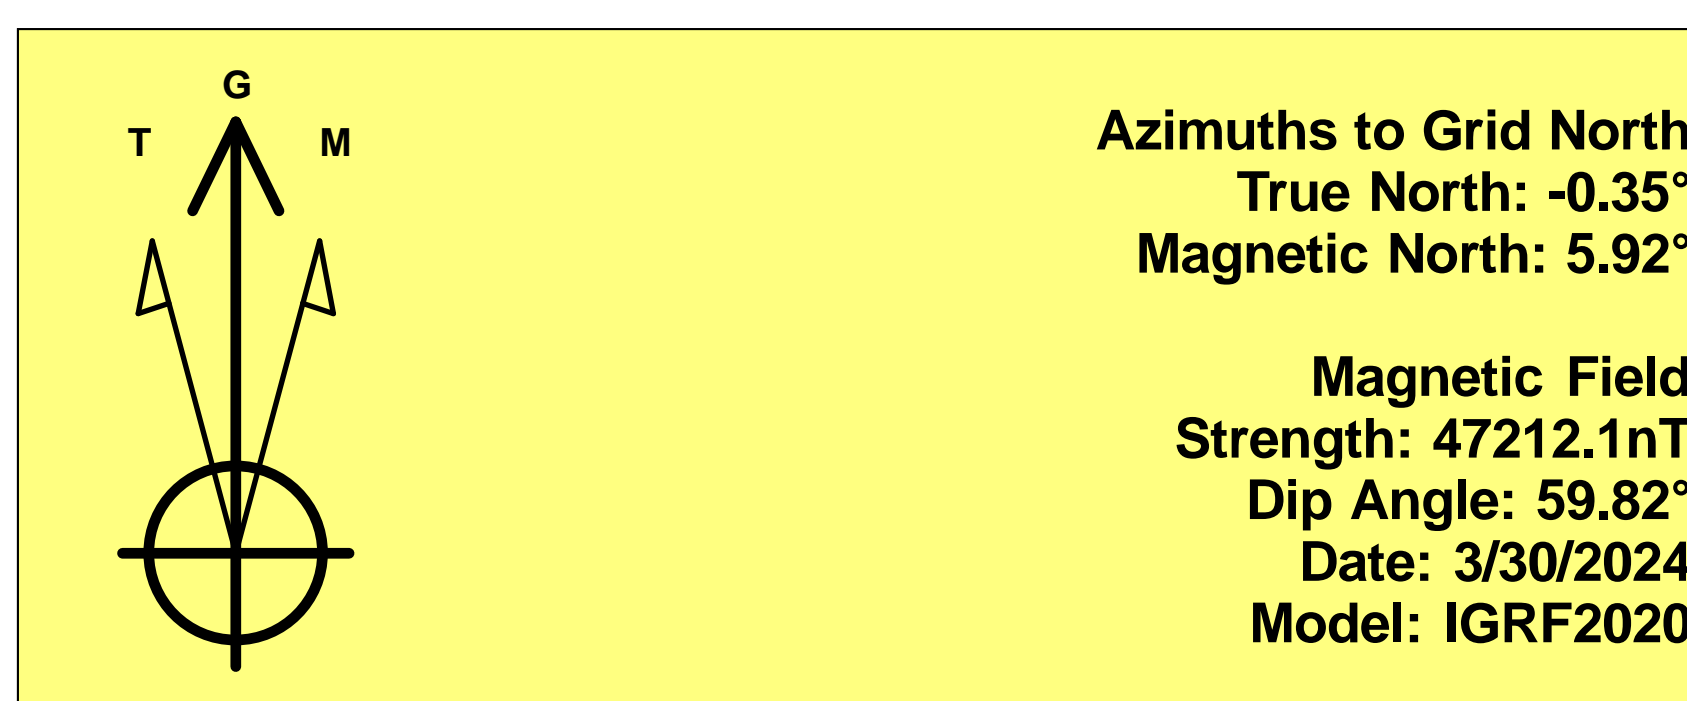 G
T
M
Azimuths to Grid North
True North: -0.35°
Magnetic North: 5.92°
Magnetic Field
Strength: 47212.1nT
Dip Angle: 59.82°
Date: 3/30/2024
Model: IGRF2020